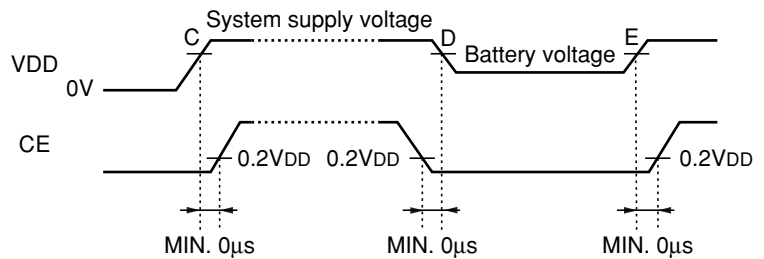 System supply voltage
C
D
Battery voltage
E
VDD
0V
CE
0.2VDD
0.2VDD
0.2VDD
MIN. 0μs
MIN. 0μs
MIN. 0μs